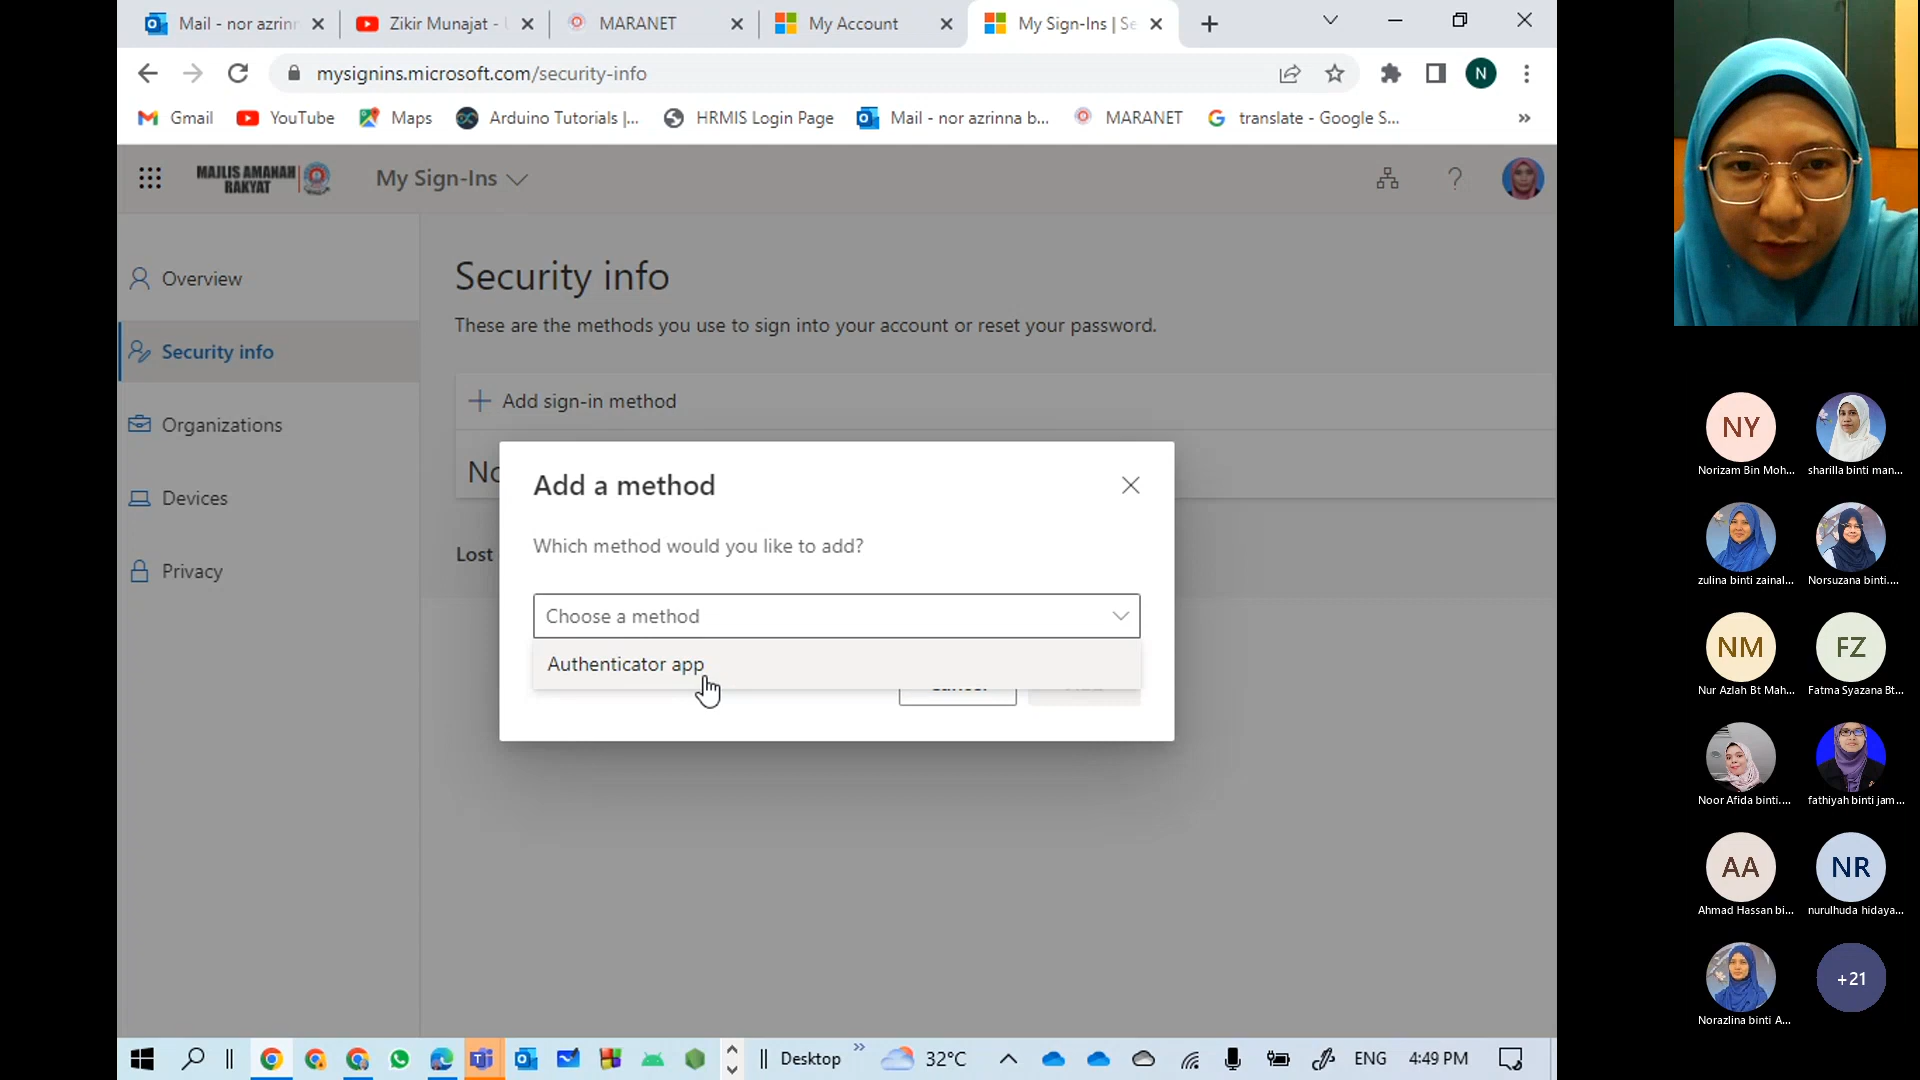 Mail - nor azrinn
Zikir Munajat -
MARANET
My Account
My Sign-Ins | Se
mysignins.microsoft.com/security-info
N
Gmail
YouTube
Maps
Arduino Tutorials |...
HRMIS Login Page
Mail - nor azrinna b...
MARANET
translate - Google S...
MAJLIS AMANAH
RAKYAT
My Sign-Ins
Overview
Security info
Organizations
Devices
Privacy
Security info
These are the methods you use to sign into your account or reset your password.
Add sign-in method
No
Lost
Add a method
Which method would you like to add?
Choose a method
Authenticator app
Cancel
NY
Norizam Bin Moh...
sharilla binti man...
zulina binti zainal...
Norsuzana binti....
NM
Nur Azlah Bt Mah...
FZ
Fatma Syazana Bt...
Noor Afida binti....
fathiyah binti jam...
AA
Ahmad Hassan bi...
NR
nurulhuda hidaya...
Norazlina binti A...
+21
Desktop
32°C
ENG
4:49 PM